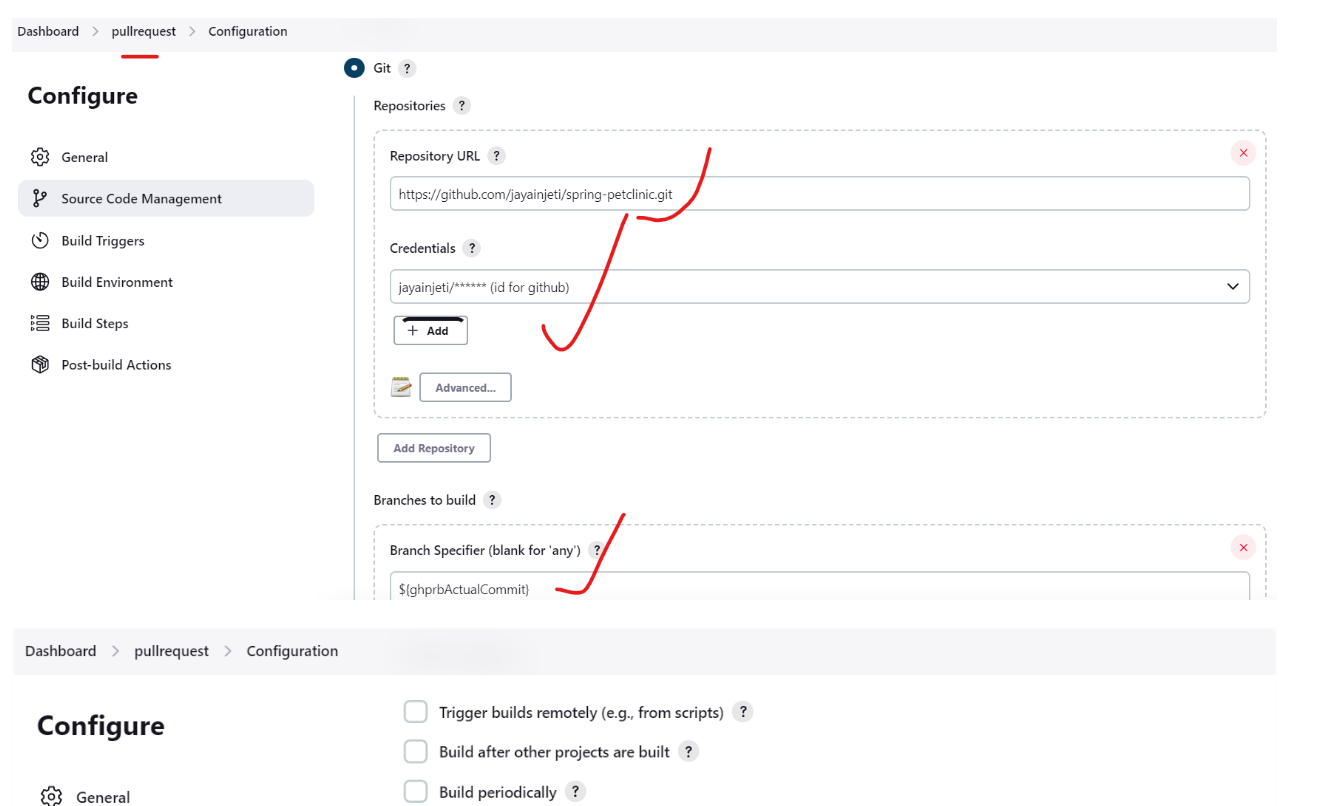 Dashboard > pullrequest > Configuration
Git ?
Configure
Repositories ?
General
Repository URL ?
Source Code Management
https://github.com/jayainjeti/spring-petclinic.git
Build Triggers
Credentials ?
Build Environment
jayainjeti/****** (id for github)
Build Steps
+ Add
Post-build Actions
Advanced...
Add Repository
Branches to build ?
Branch Specifier (blank for 'any') ?
${ghprbActualCommit}
Dashboard > pullrequest > Configuration
Configure
Trigger builds remotely (e.g., from scripts) ?
Build after other projects are built ?
General
Build periodically ?